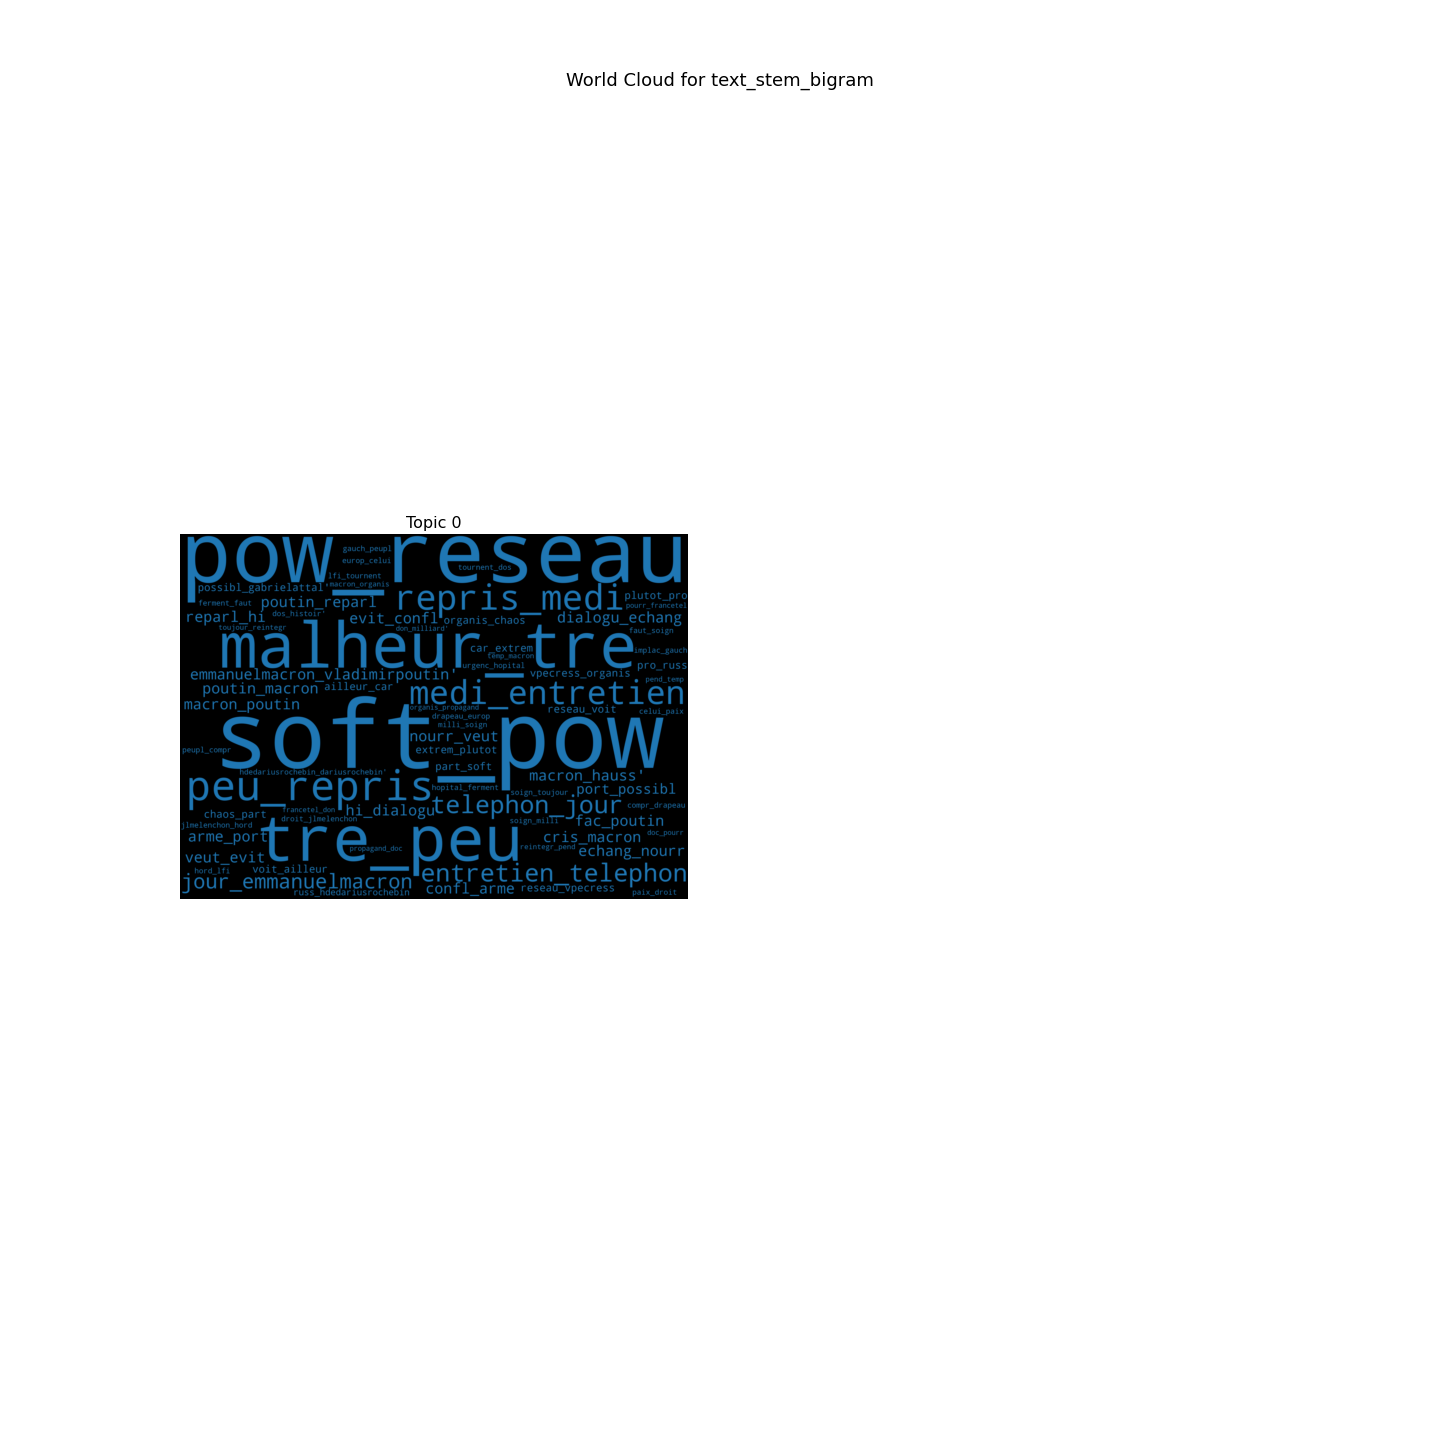 World Cloud for text_stem_bigram
Topic 0
pow_reseau
gauch_peupl
europ_celui
tournent_dos
lfi_tournent
macron_organis
possibl_gabrielattal'
repris_medi
plutot_pro
ferment_faut
poutin_reparl
pourr_francetel
reparl_hi
dos_histoir'
evit_confl
organis_chaos
dialogu_echang
toujour_reintegr
don_milliard'
malheur_tre
faut_soign
car_extrem
temp_macron
implac_gauch
urgenc_hopital
pro_russ
emmanuelmacron_vladimirpoutin'
vpecress_organis
pend_temp
poutin_macron
ailleur_car
medi_entretien
macron_poutin
organis_propagand
reseau_voit
celui_paix
drapeau_europ
milli_soign
soft_pow
nourr_veut
peupl_compr
extrem_plutot
part_soft
hdedariusrochebin_dariusrochebin'
macron_hauss'
peu_repris
hopital_ferment
soign_toujour
port_possibl
telephon_jour
compr_drapeau
chaos_part
francetel_don
hi_dialogu
droit_jlmelenchon
jlmelenchon_hord
soign_milli
fac_poutin
arme_port
tre_peu
cris_macron
doc_pourr
propagand_doc
reintegr_pend
echang_nourr
veut_evit
hord_lfi
voit_ailleur
entretien_telephon
jour_emmanuelmacron
russ_hdedariusrochebin
confl_arme
reseau_vpecress
paix_droit